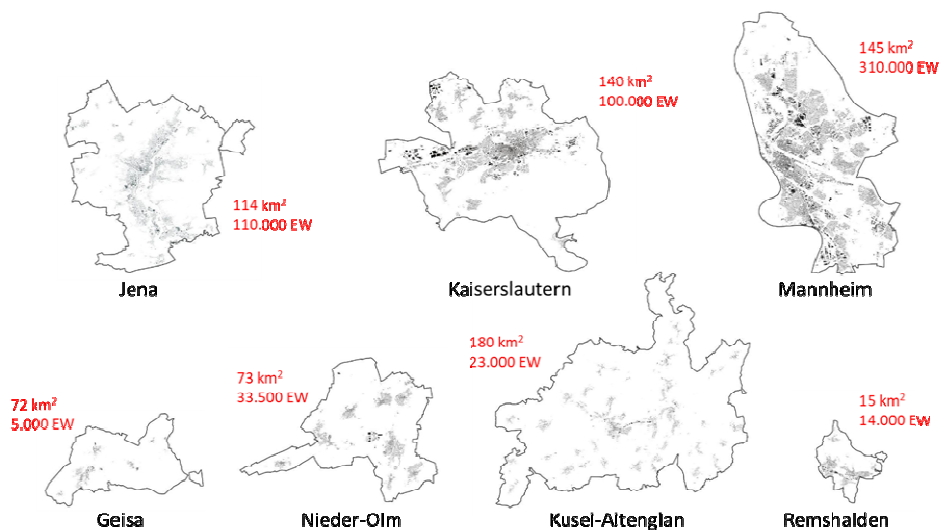 145 km²
310.000 EW
140 km²
100.000 EW
114 km²
110.000 EW
Jena
Kaiserslautern
Mannheim
180 km²
23.000 EW
73 km²
33.500 EW
72 km²
5.000 EW
15 km²
14.000 EW
Geisa
Nieder-Olm
Kusel-Altenglan
Remshalden